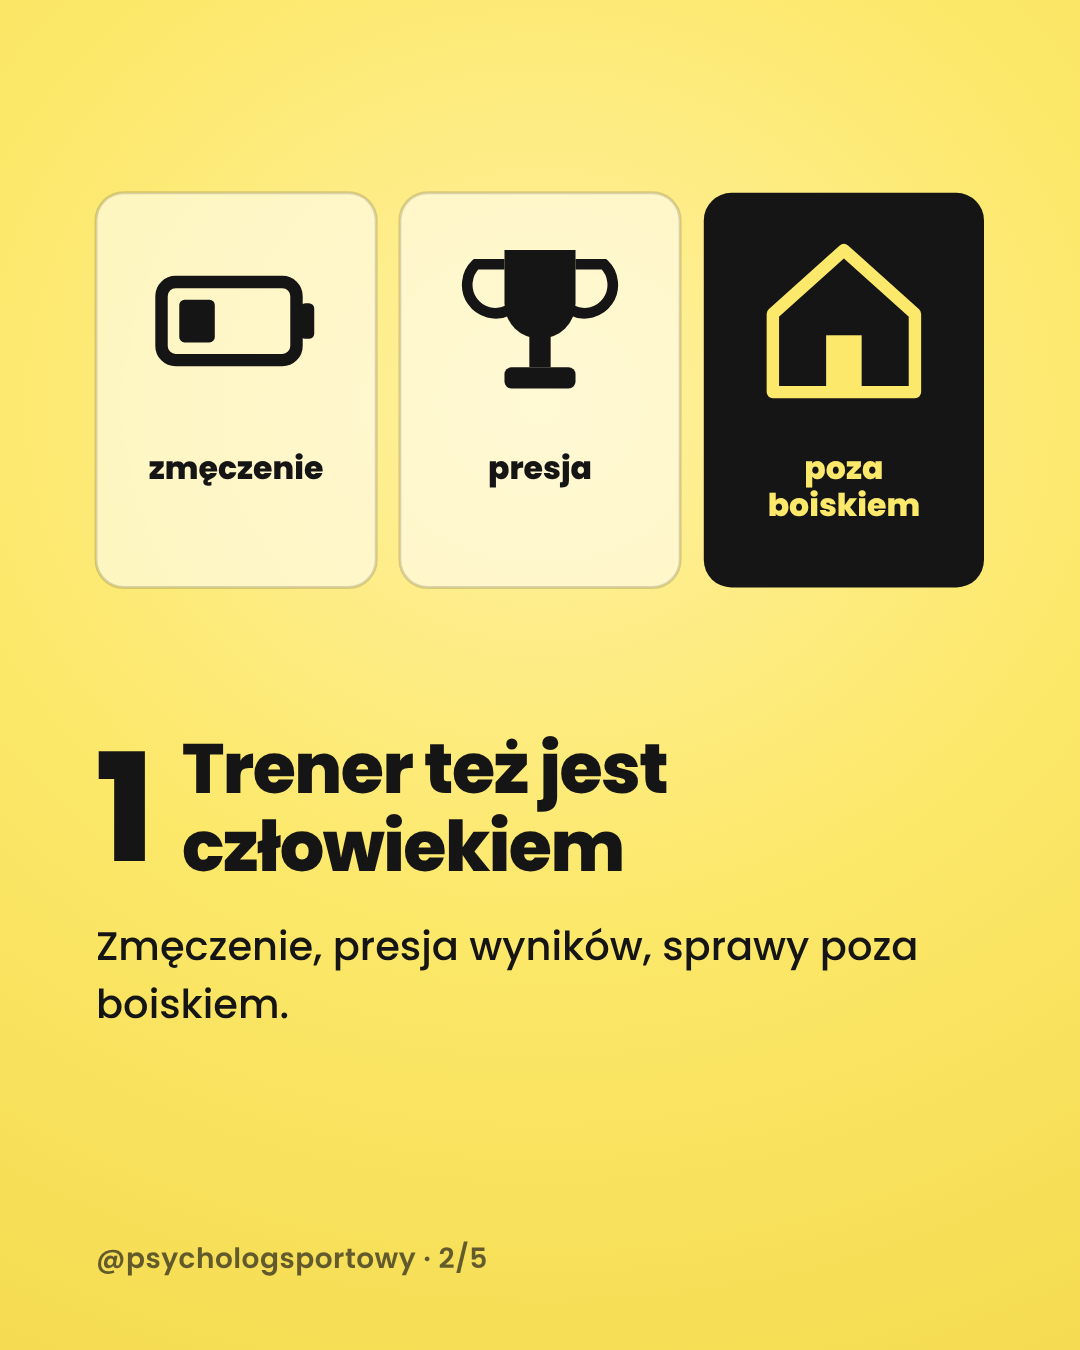 zmęczenie
presja
poza
boiskiem
1
Trener też jest
człowiekiem
Zmęczenie, presja wyników, sprawy poza
boiskiem.
@psychologsportowy · 2/5